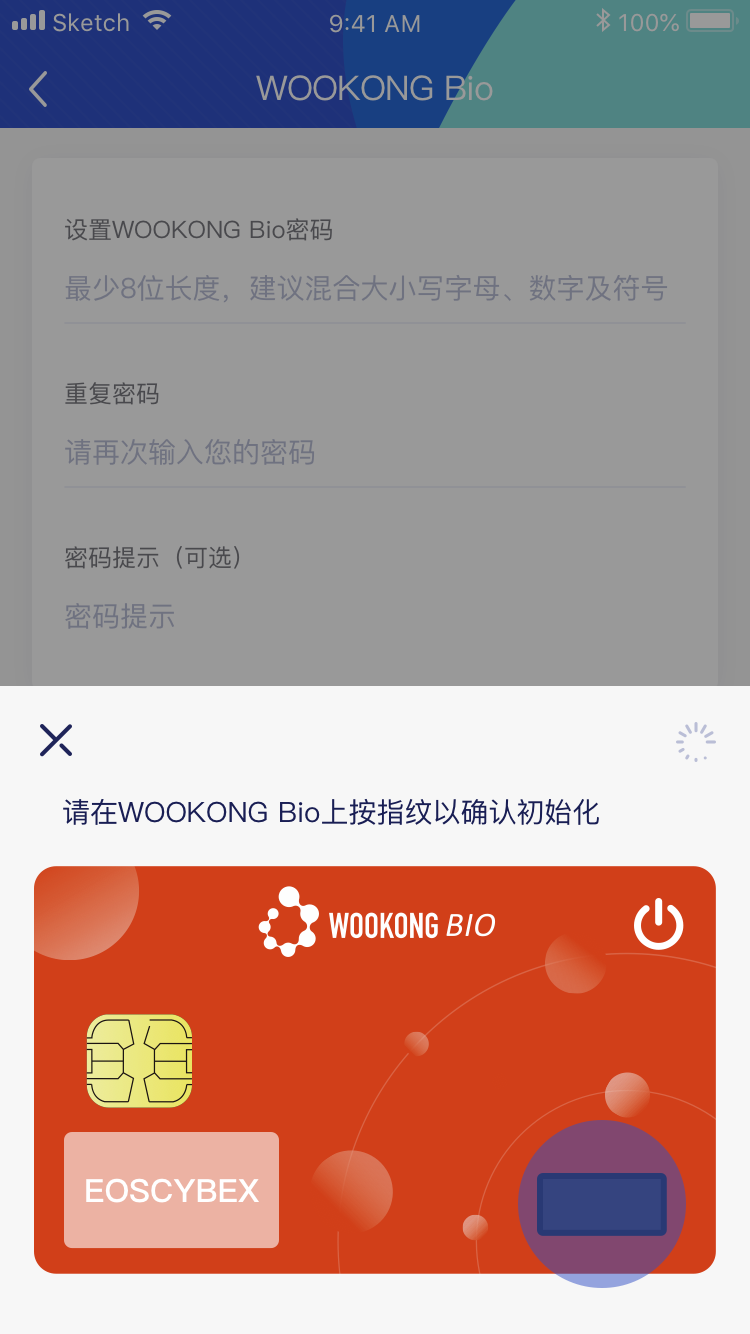 Sketch 9:41 AM 100%
WOOKONG Bio
设置WOOKONG Bio密码
最少8位长度，建议混合大小写字母、数字及符号
重复密码
请再次输入您的密码
密码提示（可选）
密码提示
请在WOOKONG Bio上按指纹以确认初始化
WOOKONG BIO
EOSCYBEX